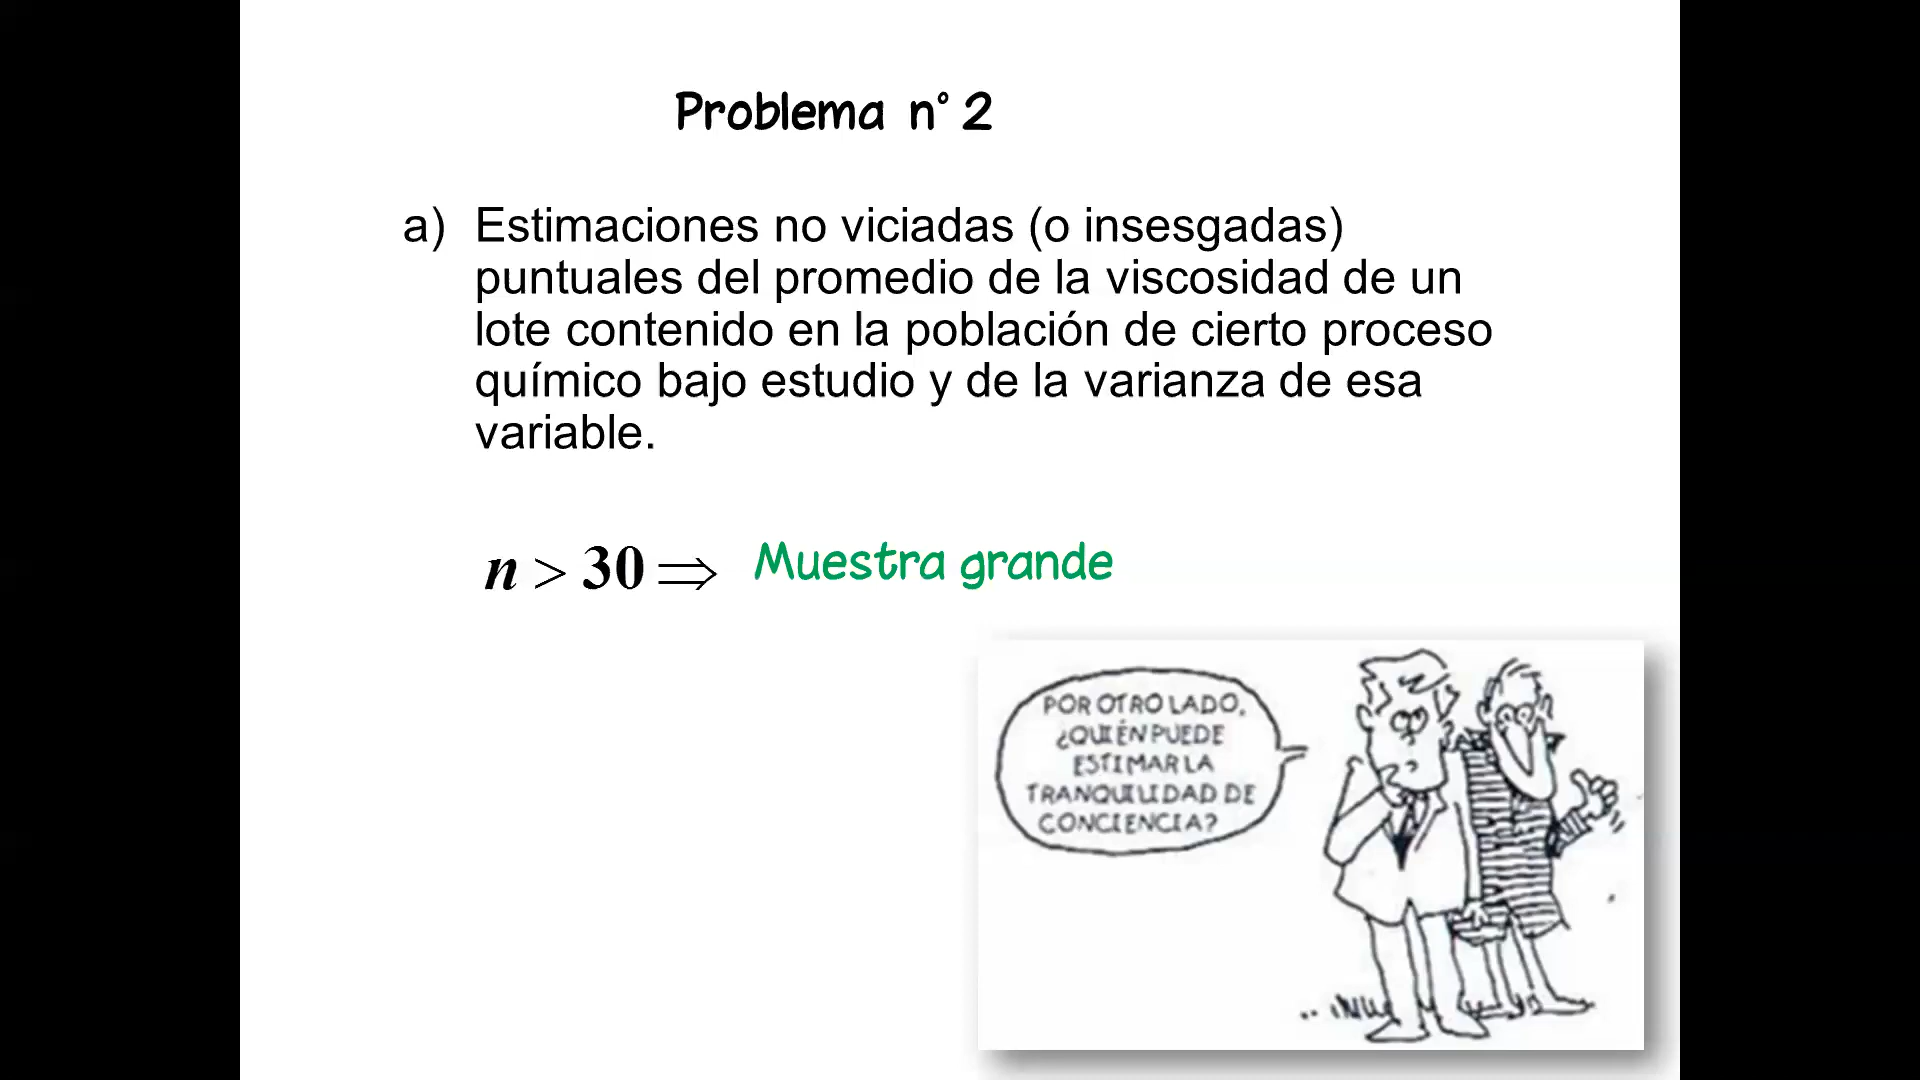 Problema n° 2
a) Estimaciones no viciadas (o insesgadas)
puntuales del promedio de la viscosidad de un
lote contenido en la población de cierto proceso
químico bajo estudio y de la varianza de esa
variable.
n > 30 ⇒ Muestra grande
POR OTRO LADO,
¿QUIÉN PUEDE
ESTIMAR LA
TRANQUILIDAD DE
CONCIENCIA?